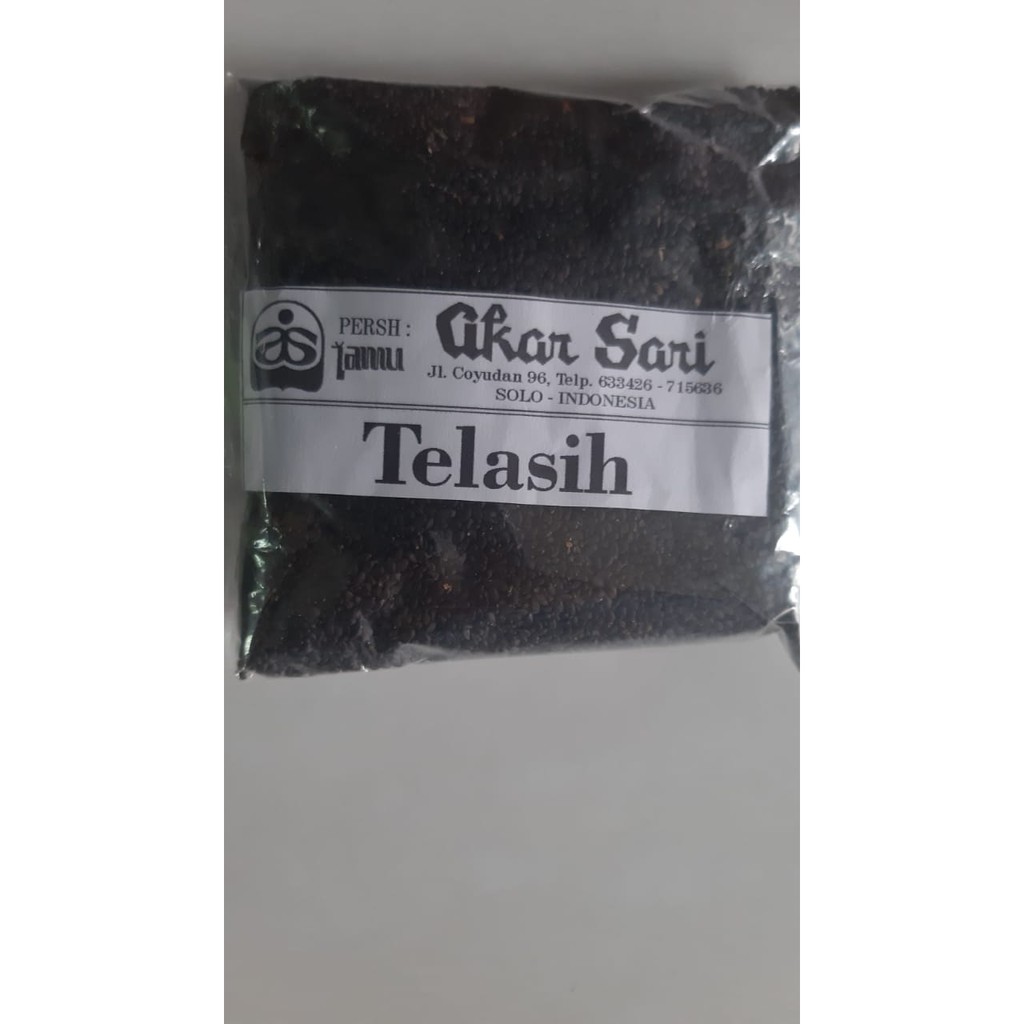 PERSH :
Jamu
Akar Sari
Jl. Coyudan 96, Telp. 633426 - 715636
SOLO - INDONESIA
Telasih